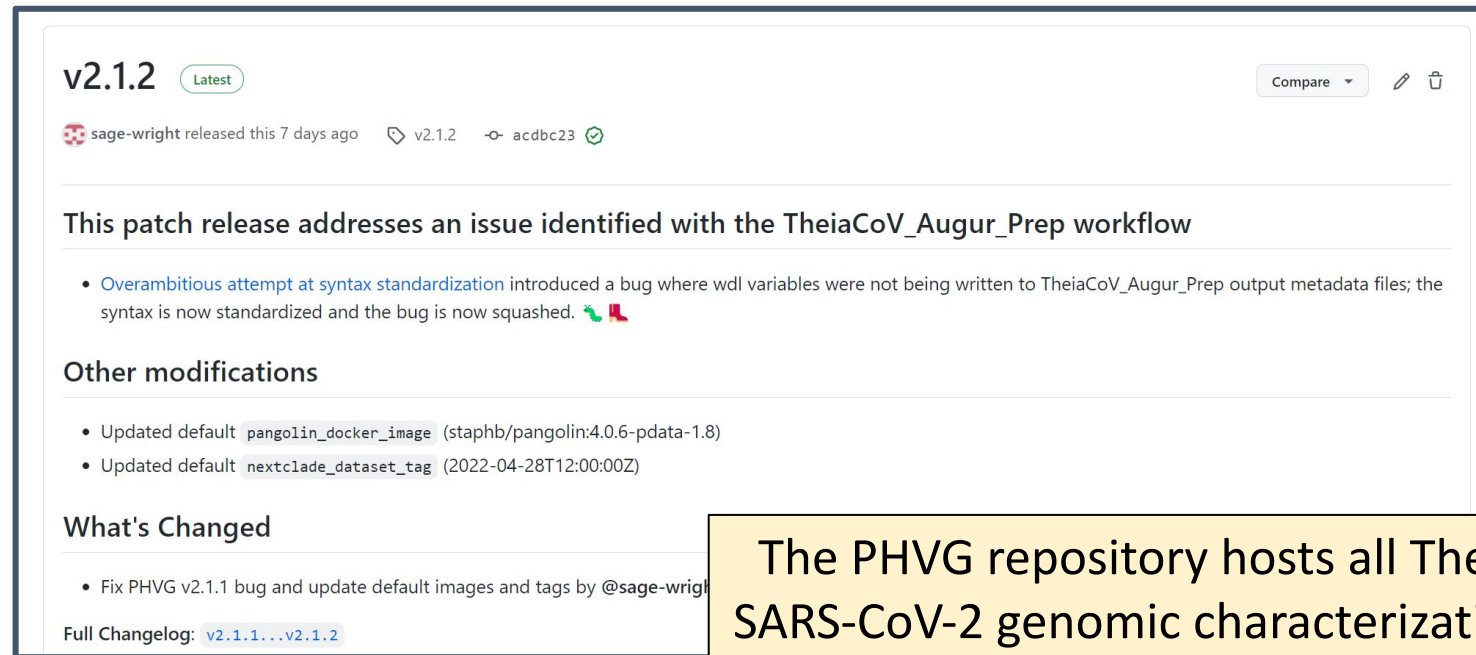 v2.1.2 Latest Compare
sage-wright released this 7 days ago v2.1.2 acdbc23
This patch release addresses an issue identified with the TheiaCoV_Augur_Prep workflow
• Overambitious attempt at syntax standardization introduced a bug where wdl variables were not being written to TheiaCoV_Augur_Prep output metadata files; the
syntax is now standardized and the bug is now squashed. 🐛 👢
Other modifications
• Updated default pangolin_docker_image (staphb/pangolin:4.0.6-pdata-1.8)
• Updated default nextclade_dataset_tag (2022-04-28T12:00:00Z)
What's Changed
• Fix PHVG v2.1.1 bug and update default images and tags by @sage-wrig
Full Changelog: v2.1.1...v2.1.2
The PHVG repository hosts all The
SARS-CoV-2 genomic characterizat